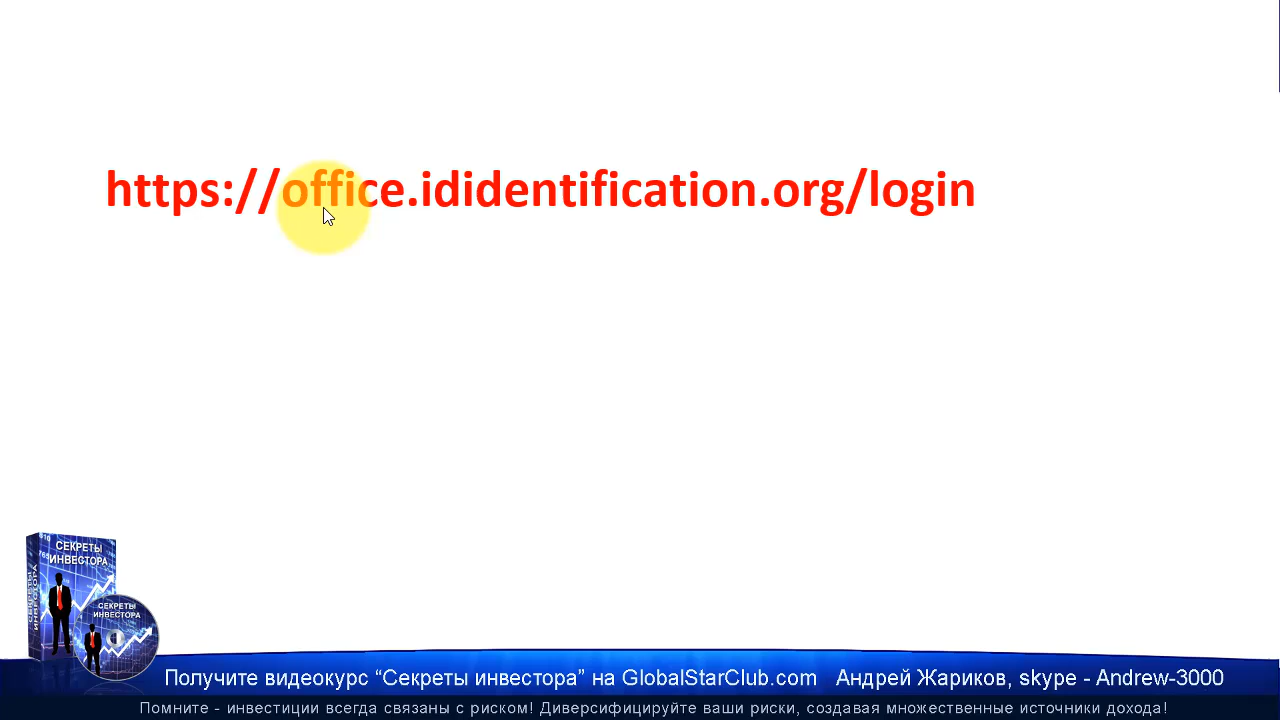 https://office.ididentification.org/login
СЕКРЕТЫ
ИНВЕСТОРА
СЕКРЕТЫ
ИНВЕСТОРА
Получите видеокурс “Секреты инвестора” на GlobalStarClub.com Андрей Жариков, skype - Andrew-3000
Помните - инвестиции всегда связаны с риском! Диверсифицируйте ваши риски, создавая множественные источники дохода!